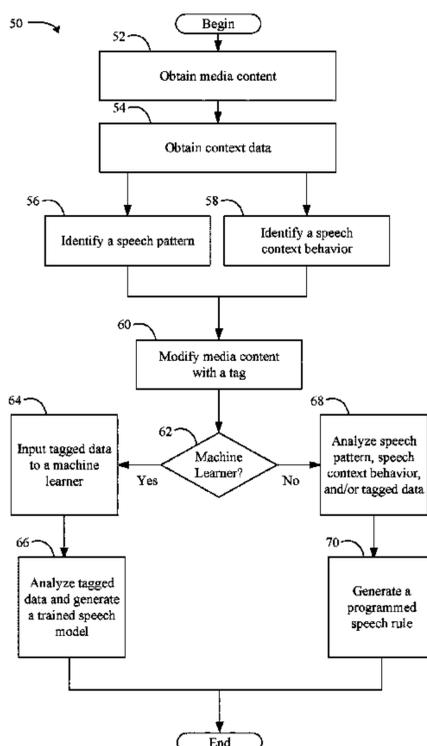 50
Begin
52
Obtain media content
54
Obtain context data
56
Identify a speech pattern
58
Identify a speech
context behavior
60
Modify media content
with a tag
62
Machine
Learner?
Yes
No
64
Input tagged data
to a machine
learner
66
Analyze tagged
data and generate
a trained speech
model
68
Analyze speech
pattern, speech
context behavior,
and/or tagged data
70
Generate a
programmed
speech rule
End